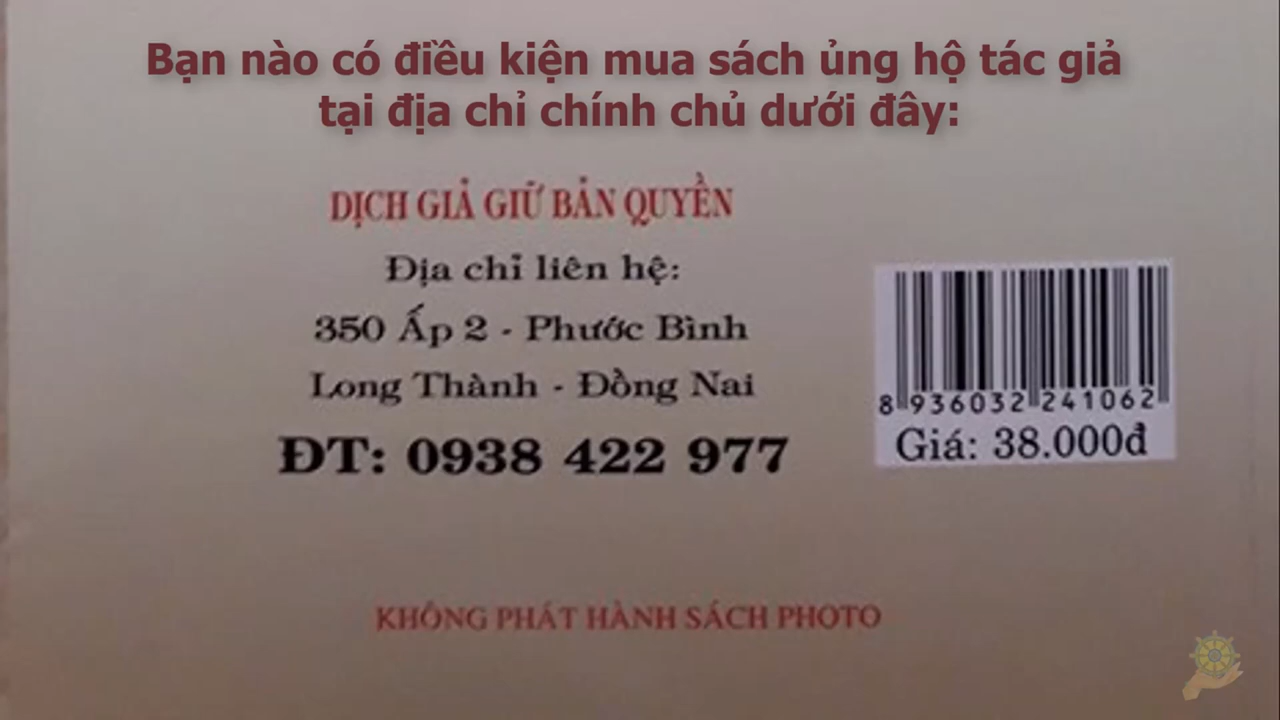 Bạn nào có điều kiện mua sách ủng hộ tác giả
tại địa chỉ chính chủ dưới đây:
DỊCH GIẢ GIỮ BẢN QUYỀN
Địa chỉ liên hệ:
350 Ấp 2 - Phước Bình
Long Thành - Đồng Nai
ĐT: 0938 422 977
8 936032 241062
Giá: 38.000đ
KHÔNG PHÁT HÀNH SÁCH PHOTO